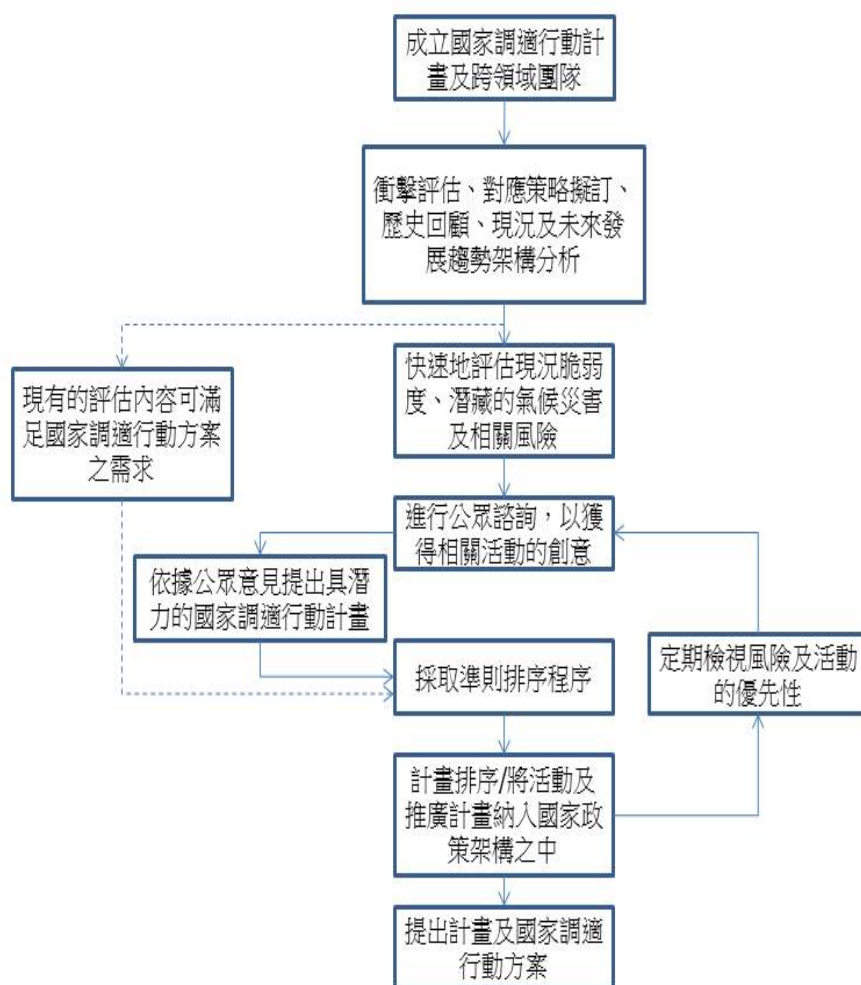 成立國家調適行動計
畫及跨領域團隊
衝擊評估、對應策略擬訂、
歷史回顧、現況及未來發
展趨勢架構分析
快速地評估現況脆弱
度、潛藏的氣候災害
及相關風險
現有的評估內容可滿
足國家調適行動方案
之需求
進行公眾諮詢，以獲
得相關活動的創意
依據公眾意見提出具潛
力的國家調適行動計畫
採取準則排序程序
定期檢視風險及活動
的優先性
計畫排序/將活動及
推廣計畫納入國家政
策架構之中
提出計畫及國家調適
行動方案